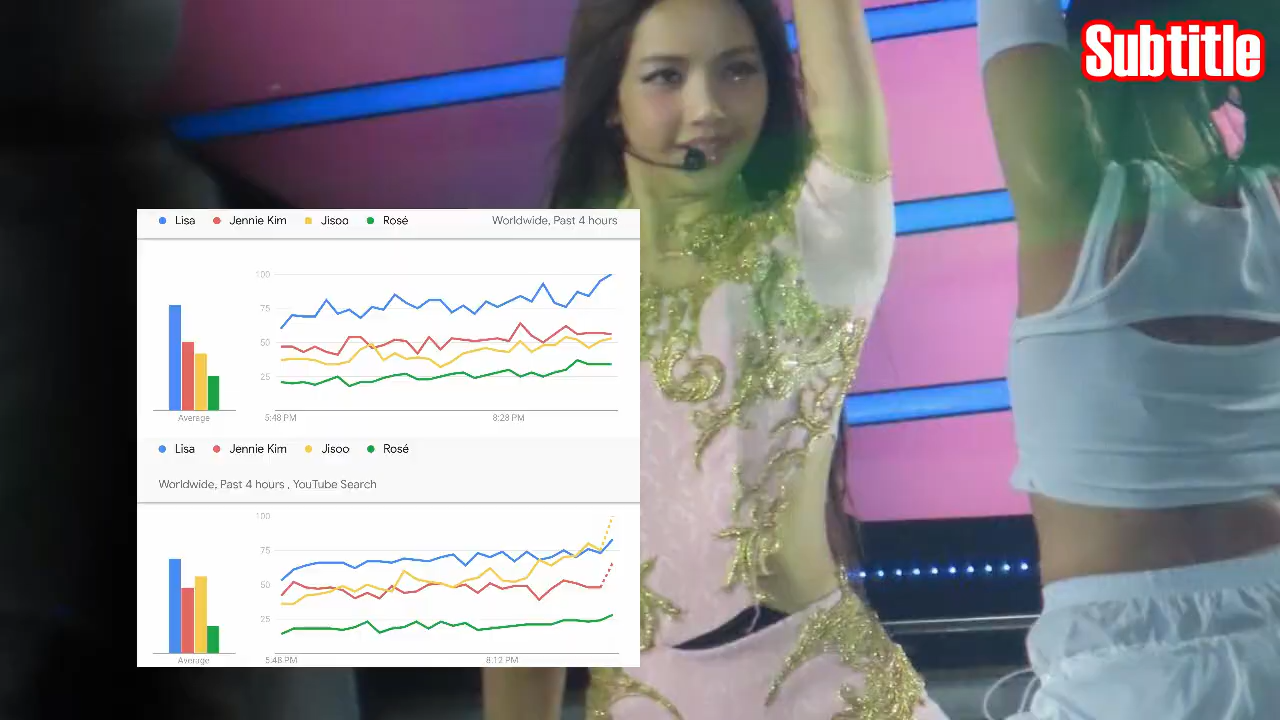 Subtitle
Lisa Jennie Kim Jisoo Rosé Worldwide, Past 4 hours
100
75
50
25
Average 5:48 PM 8:28 PM
Lisa Jennie Kim Jisoo Rosé
Worldwide, Past 4 hours , YouTube Search
100
75
50
25
Average 5:48 PM 8:12 PM